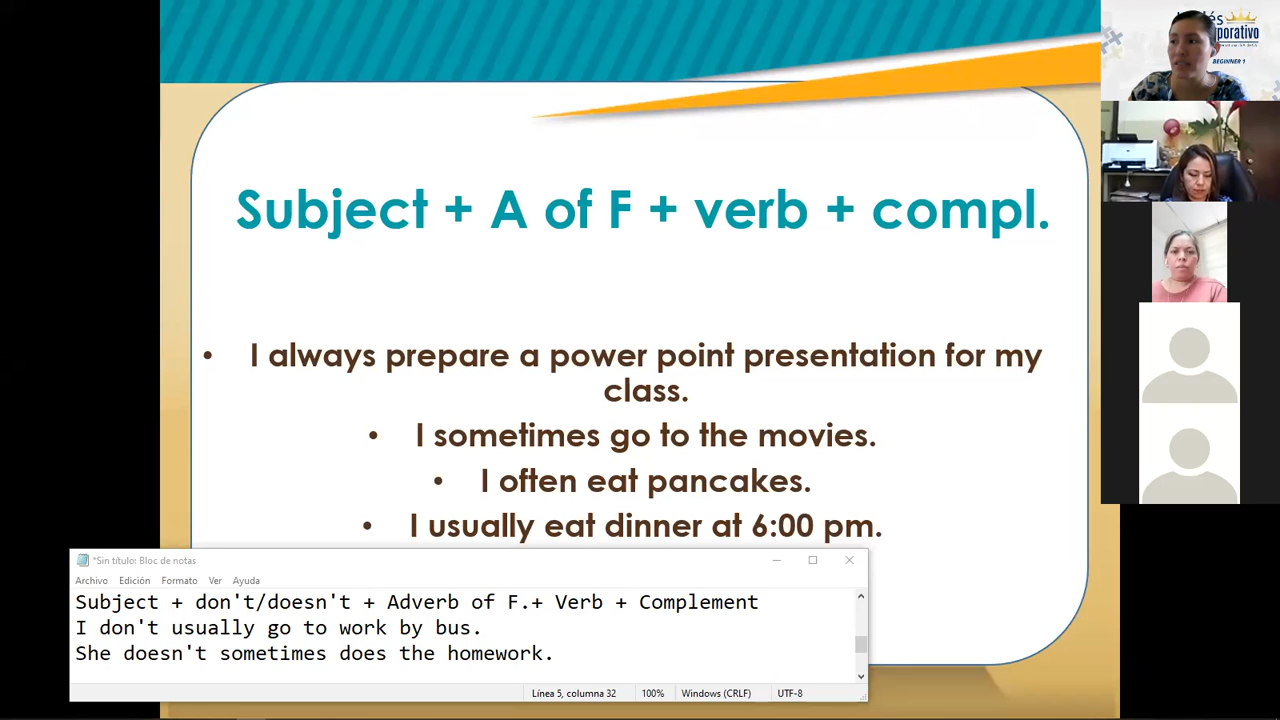 Subject + A of F + verb + compl.
• I always prepare a power point presentation for my
class.
• I sometimes go to the movies.
• I often eat pancakes.
• I usually eat dinner at 6:00 pm.
*Sin título: Bloc de notas
Archivo Edición Formato Ver Ayuda
Subject + don't/doesn't + Adverb of F.+ Verb + Complement
I don't usually go to work by bus.
She doesn't sometimes does the homework.
Línea 5, columna 32 100% Windows (CRLF) UTF-8
BEGINNER 1